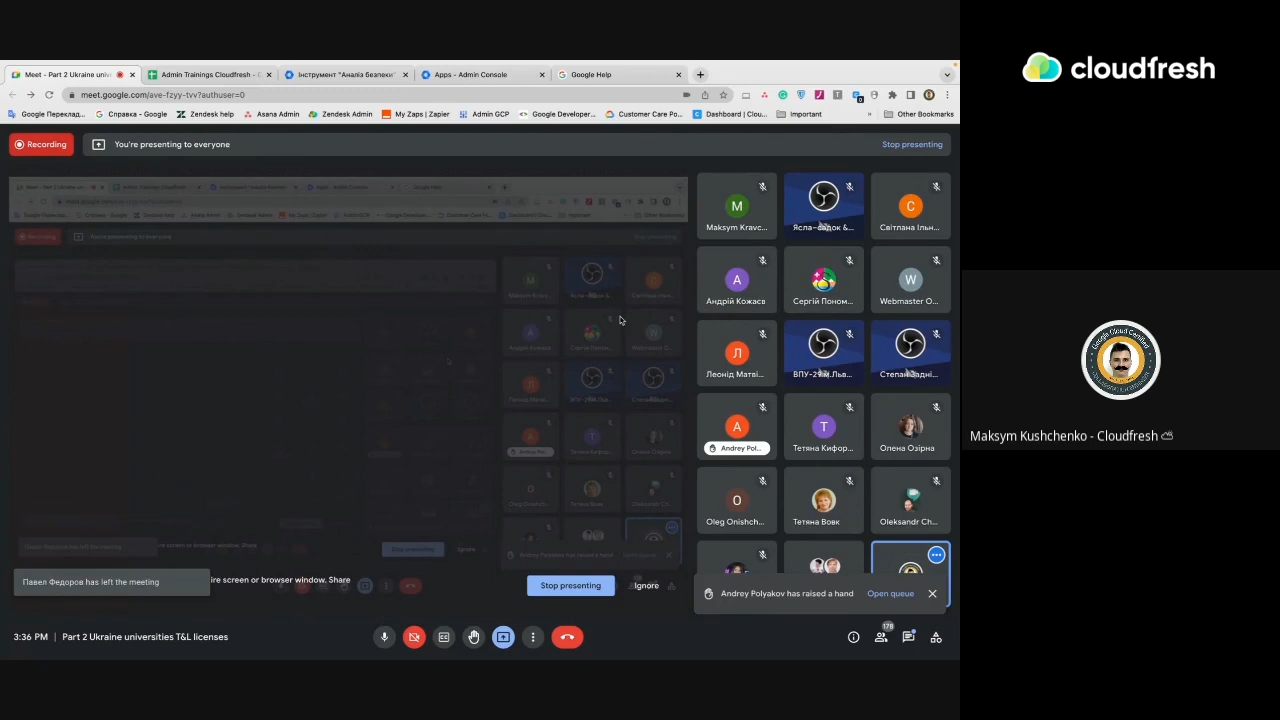 cloudfresh
Meet - Part 2 Ukraine univ
Admin Trainings Cloudfresh - G
Інструмент "Аналіз безпеки"
Apps - Admin Console
Google Help
meet.google.com/ave-fzyy-tvv?authuser=0
Google Переклад...
Справка - Google
Zendesk help
Asana Admin
Zendesk Admin
My Zaps | Zapier
Admin GCP
Google Developer...
Customer Care Po...
Dashboard | Clou...
Important
Other Bookmarks
Recording
You're presenting to everyone
Stop presenting
M
Maksym Kravc...
Ясла-садок &...
С
Світлана Ільн...
А
Андрій Кожаєв
Сергій Поном...
W
Webmaster O...
Л
Леонід Матві...
ВПУ-29 м.Льв...
Степан Задні...
A
Andrey Pol...
Т
Тетяна Кифор...
Олена Озірна
O
Oleg Onishch...
Тетяна Вовк
Oleksandr Ch...
Maksym Kushchenko - Cloudfresh
Павел Федоров has left the meeting
ire screen or browser window. Share
Stop presenting
Ignore
Andrey Polyakov has raised a hand
Open queue
3:36 PM
Part 2 Ukraine universities T&L licenses
178